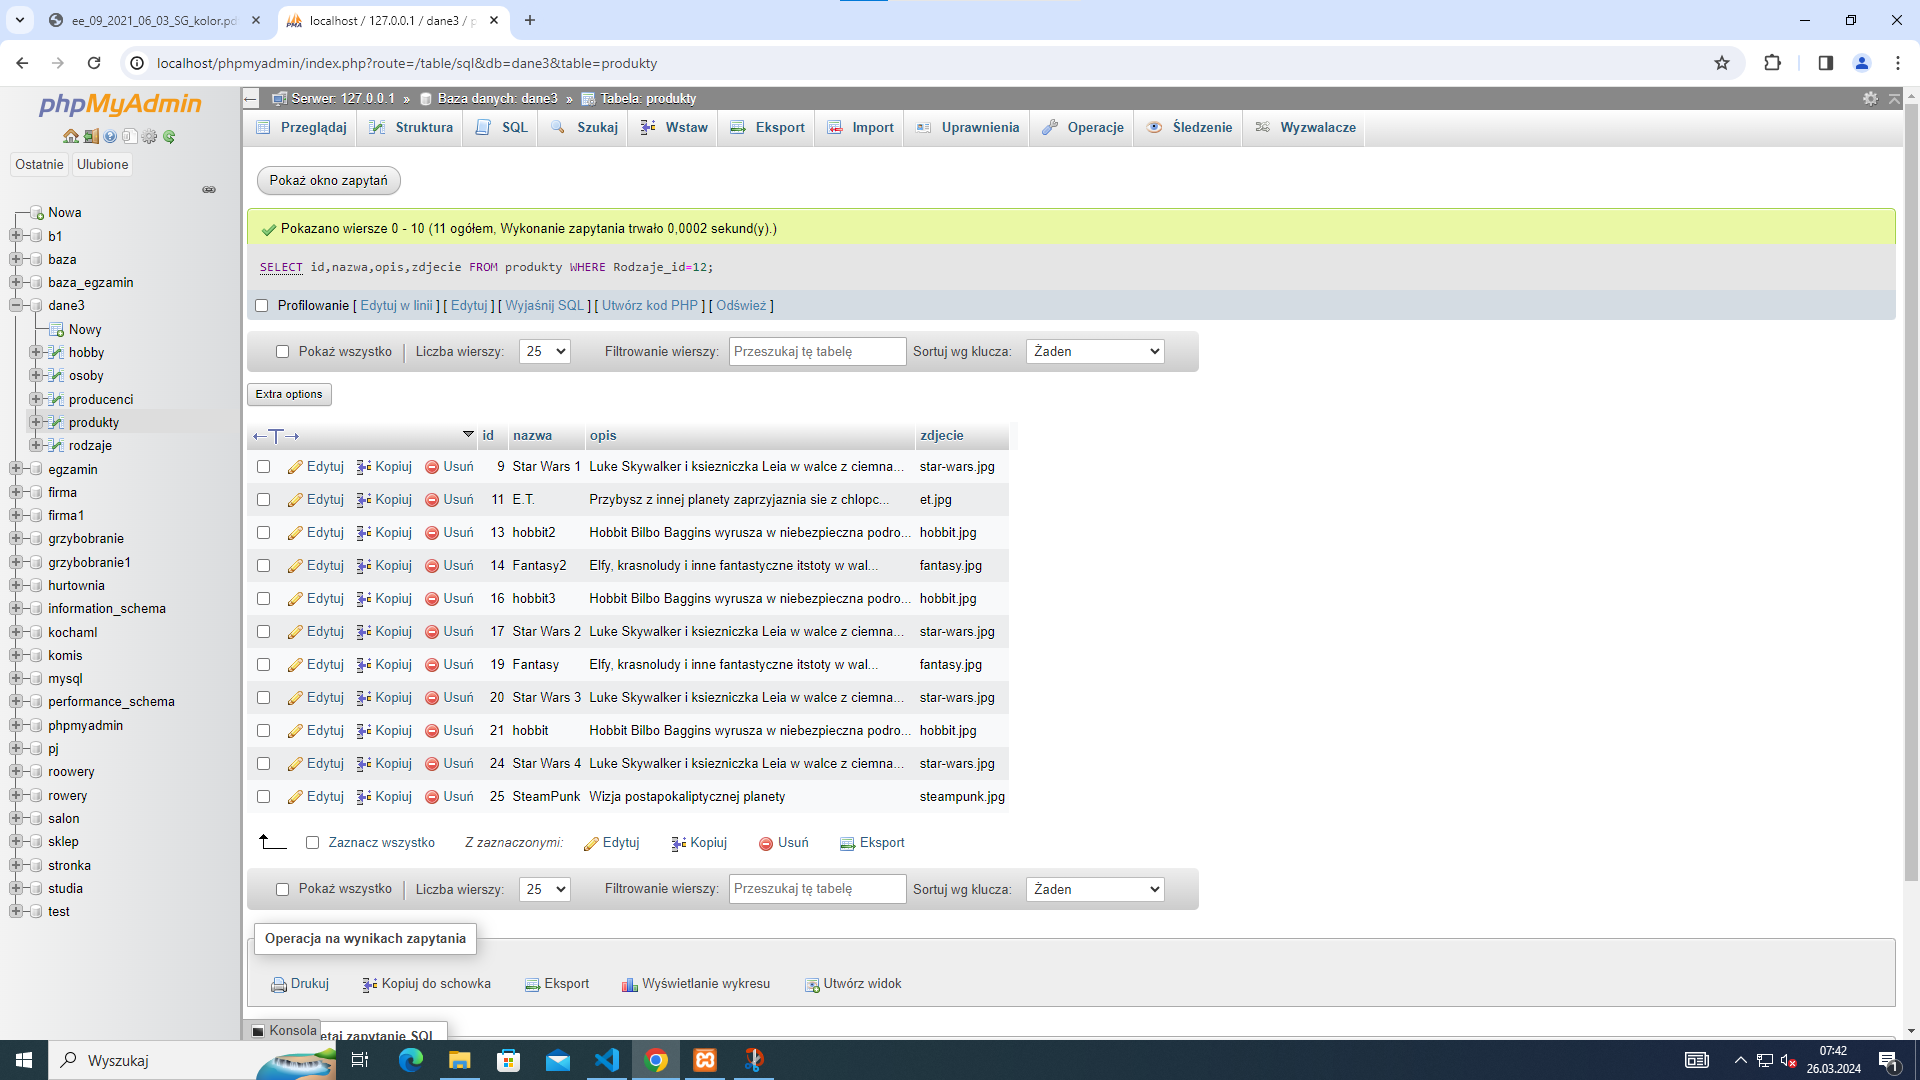 ee_09_2021_06_03_SG_kolor.pd
localhost / 127.0.0.1 / dane3 / p
localhost/phpmyadmin/index.php?route=/table/sql&db=dane3&table=produkty
phpMyAdmin
Ostatnie Ulubione
Nowa
b1
baza
baza_egzamin
dane3
Nowy
hobby
osoby
producenci
produkty
rodzaje
egzamin
firma
firma1
grzybobranie
grzybobranie1
hurtownia
information_schema
kochaml
komis
mysql
performance_schema
phpmyadmin
pj
roowery
rowery
salon
sklep
stronka
studia
test
Serwer: 127.0.0.1 » Baza danych: dane3 » Tabela: produkty
Przeglądaj Struktura SQL Szukaj Wstaw Eksport Import Uprawnienia Operacje Śledzenie Wyzwalacze
Pokaż okno zapytań
Pokazano wiersze 0 - 10 (11 ogółem, Wykonanie zapytania trwało 0,0002 sekund(y).)
SELECT id,nazwa,opis,zdjecie FROM produkty WHERE Rodzaje_id=12;
Profilowanie [ Edytuj w linii ] [ Edytuj ] [ Wyjaśnij SQL ] [ Utwórz kod PHP ] [ Odśwież ]
Pokaż wszystko Liczba wierszy: 25 Filtrowanie wierszy: Przeszukaj tę tabelę Sortuj wg klucza: Żaden
Extra options
←T→ id nazwa opis zdjecie
Edytuj Kopiuj Usuń 9 Star Wars 1 Luke Skywalker i ksiezniczka Leia w walce z ciemna... star-wars.jpg
Edytuj Kopiuj Usuń 11 E.T. Przybysz z innej planety zaprzyjaznia sie z chlopc... et.jpg
Edytuj Kopiuj Usuń 13 hobbit2 Hobbit Bilbo Baggins wyrusza w niebezpieczna podro... hobbit.jpg
Edytuj Kopiuj Usuń 14 Fantasy2 Elfy, krasnoludy i inne fantastyczne itstoty w wal... fantasy.jpg
Edytuj Kopiuj Usuń 16 hobbit3 Hobbit Bilbo Baggins wyrusza w niebezpieczna podro... hobbit.jpg
Edytuj Kopiuj Usuń 17 Star Wars 2 Luke Skywalker i ksiezniczka Leia w walce z ciemna... star-wars.jpg
Edytuj Kopiuj Usuń 19 Fantasy Elfy, krasnoludy i inne fantastyczne itstoty w wal... fantasy.jpg
Edytuj Kopiuj Usuń 20 Star Wars 3 Luke Skywalker i ksiezniczka Leia w walce z ciemna... star-wars.jpg
Edytuj Kopiuj Usuń 21 hobbit Hobbit Bilbo Baggins wyrusza w niebezpieczna podro... hobbit.jpg
Edytuj Kopiuj Usuń 24 Star Wars 4 Luke Skywalker i ksiezniczka Leia w walce z ciemna... star-wars.jpg
Edytuj Kopiuj Usuń 25 SteamPunk Wizja postapokaliptycznej planety steampunk.jpg
Zaznacz wszystko Z zaznaczonymi: Edytuj Kopiuj Usuń Eksport
Pokaż wszystko Liczba wierszy: 25 Filtrowanie wierszy: Przeszukaj tę tabelę Sortuj wg klucza: Żaden
Operacja na wynikach zapytania
Drukuj Kopiuj do schowka Eksport Wyświetlanie wykresu Utwórz widok
Konsola
etaj zapytanie SQL
Wyszukaj
07:42
26.03.2024
1